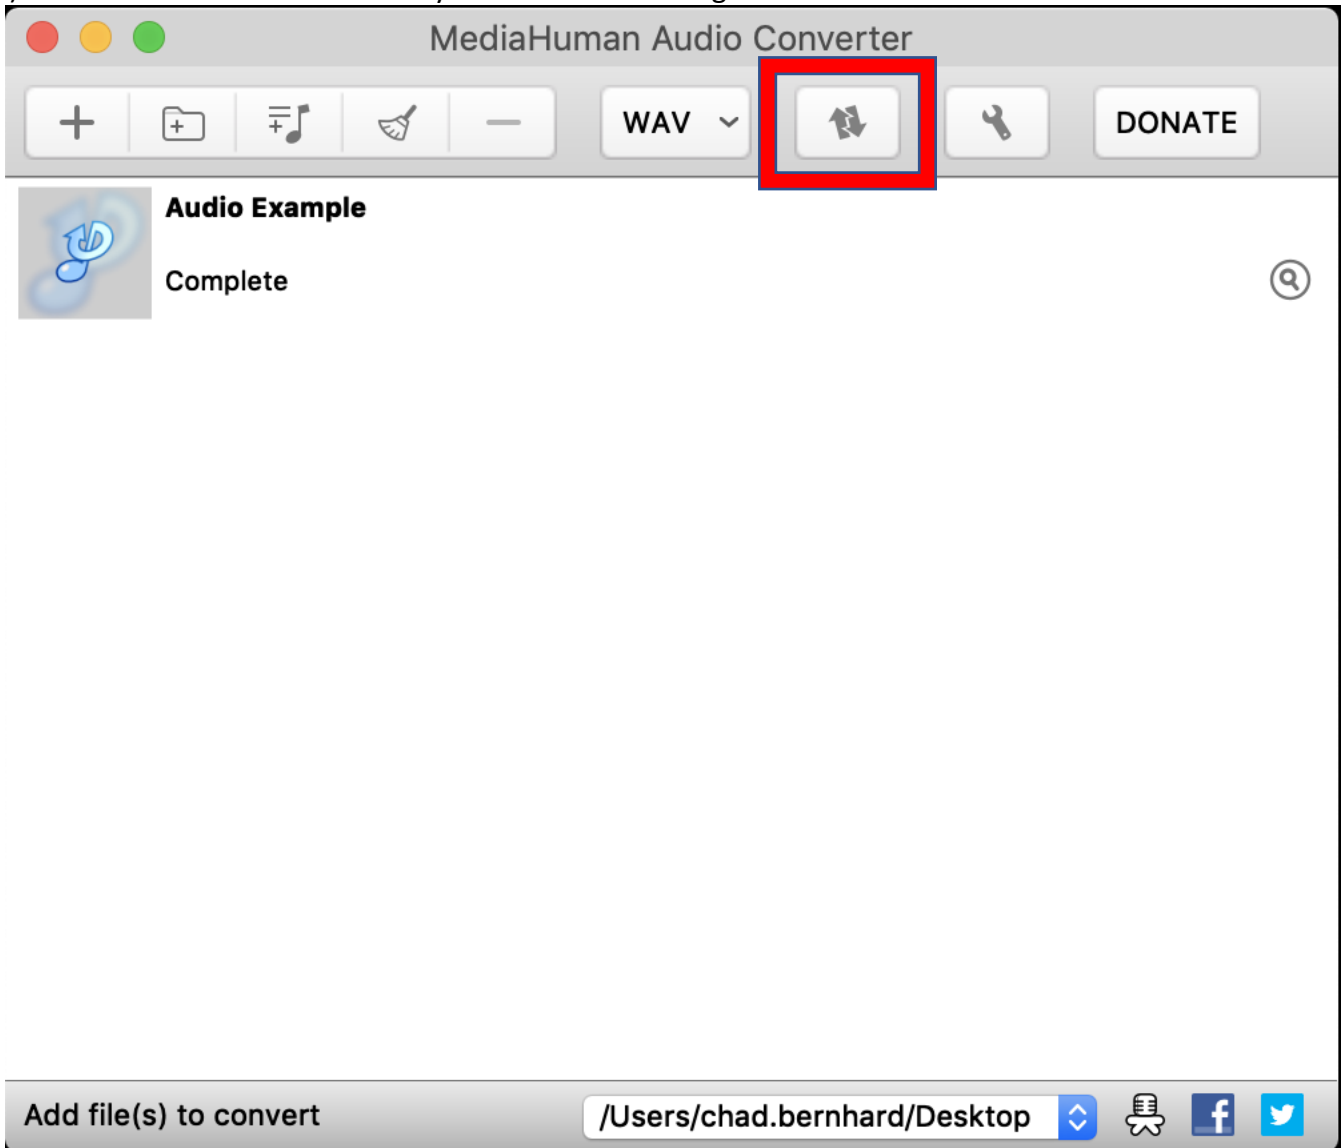 MediaHuman Audio Converter
WAV
DONATE
Audio Example
Complete
Add file(s) to convert
/Users/chad.bernhard/Desktop